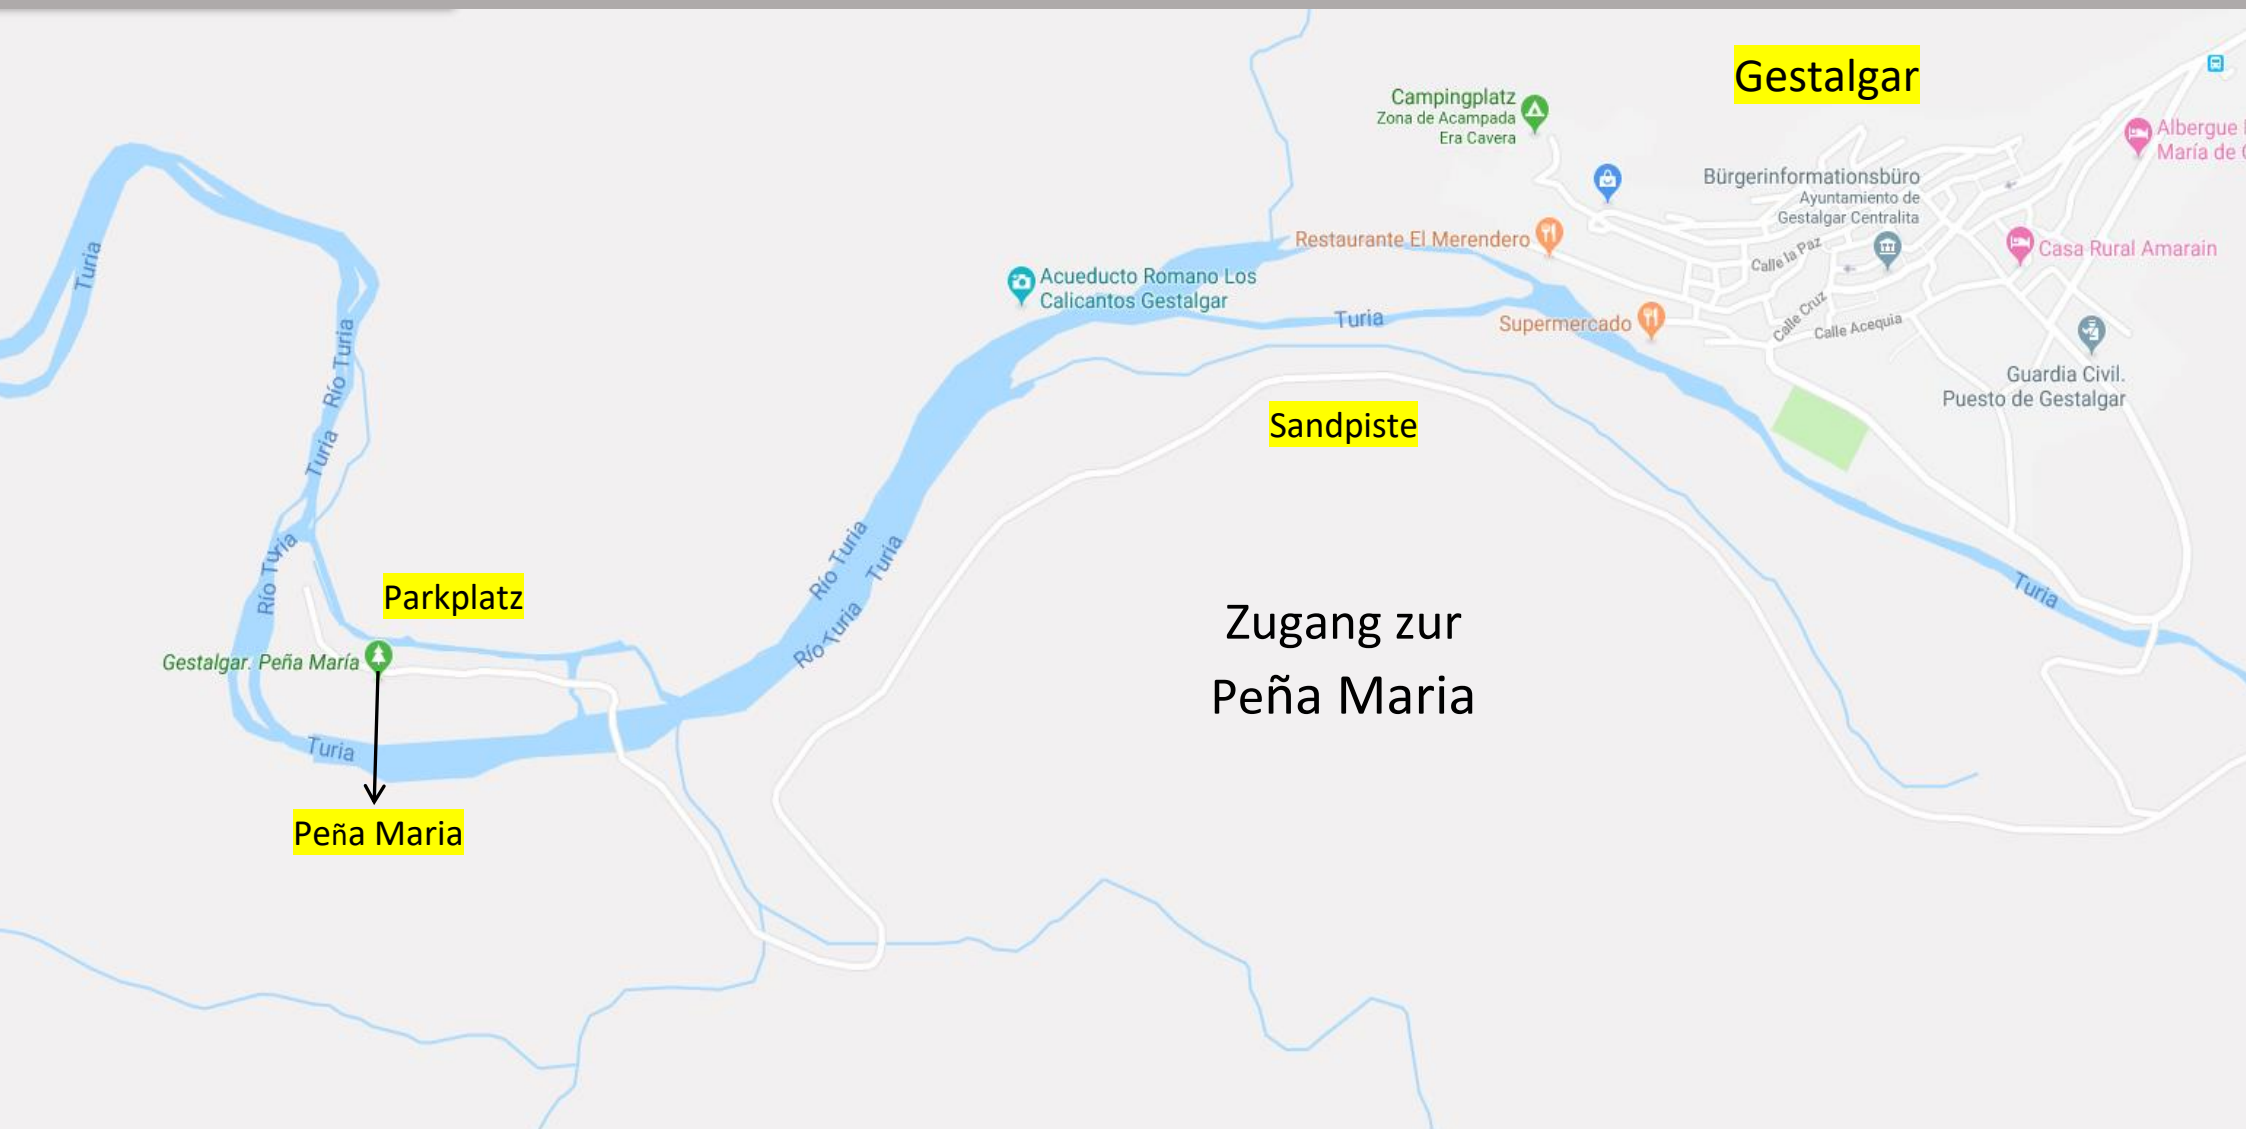 Gestalgar
Campingplatz
Zona de Acampada
Era Cavera
Albergue
María de
Bürgerinformationsbüro
Ayuntamiento de
Gestalgar Centralita
Restaurante El Merendero
Calle la Paz
Casa Rural Amarain
Turia
Acueducto Romano Los
Calicantos Gestalgar
Turia
Supermercado
Calle Cruz
Calle Acequia
Río Turia
Guardia Civil.
Puesto de Gestalgar
Sandpiste
Turia
Río Turia
Turia
Río Turia
Turia
Parkplatz
Río Turia
Zugang zur
Peña Maria
Gestalgar. Peña María
Turia
Peña Maria